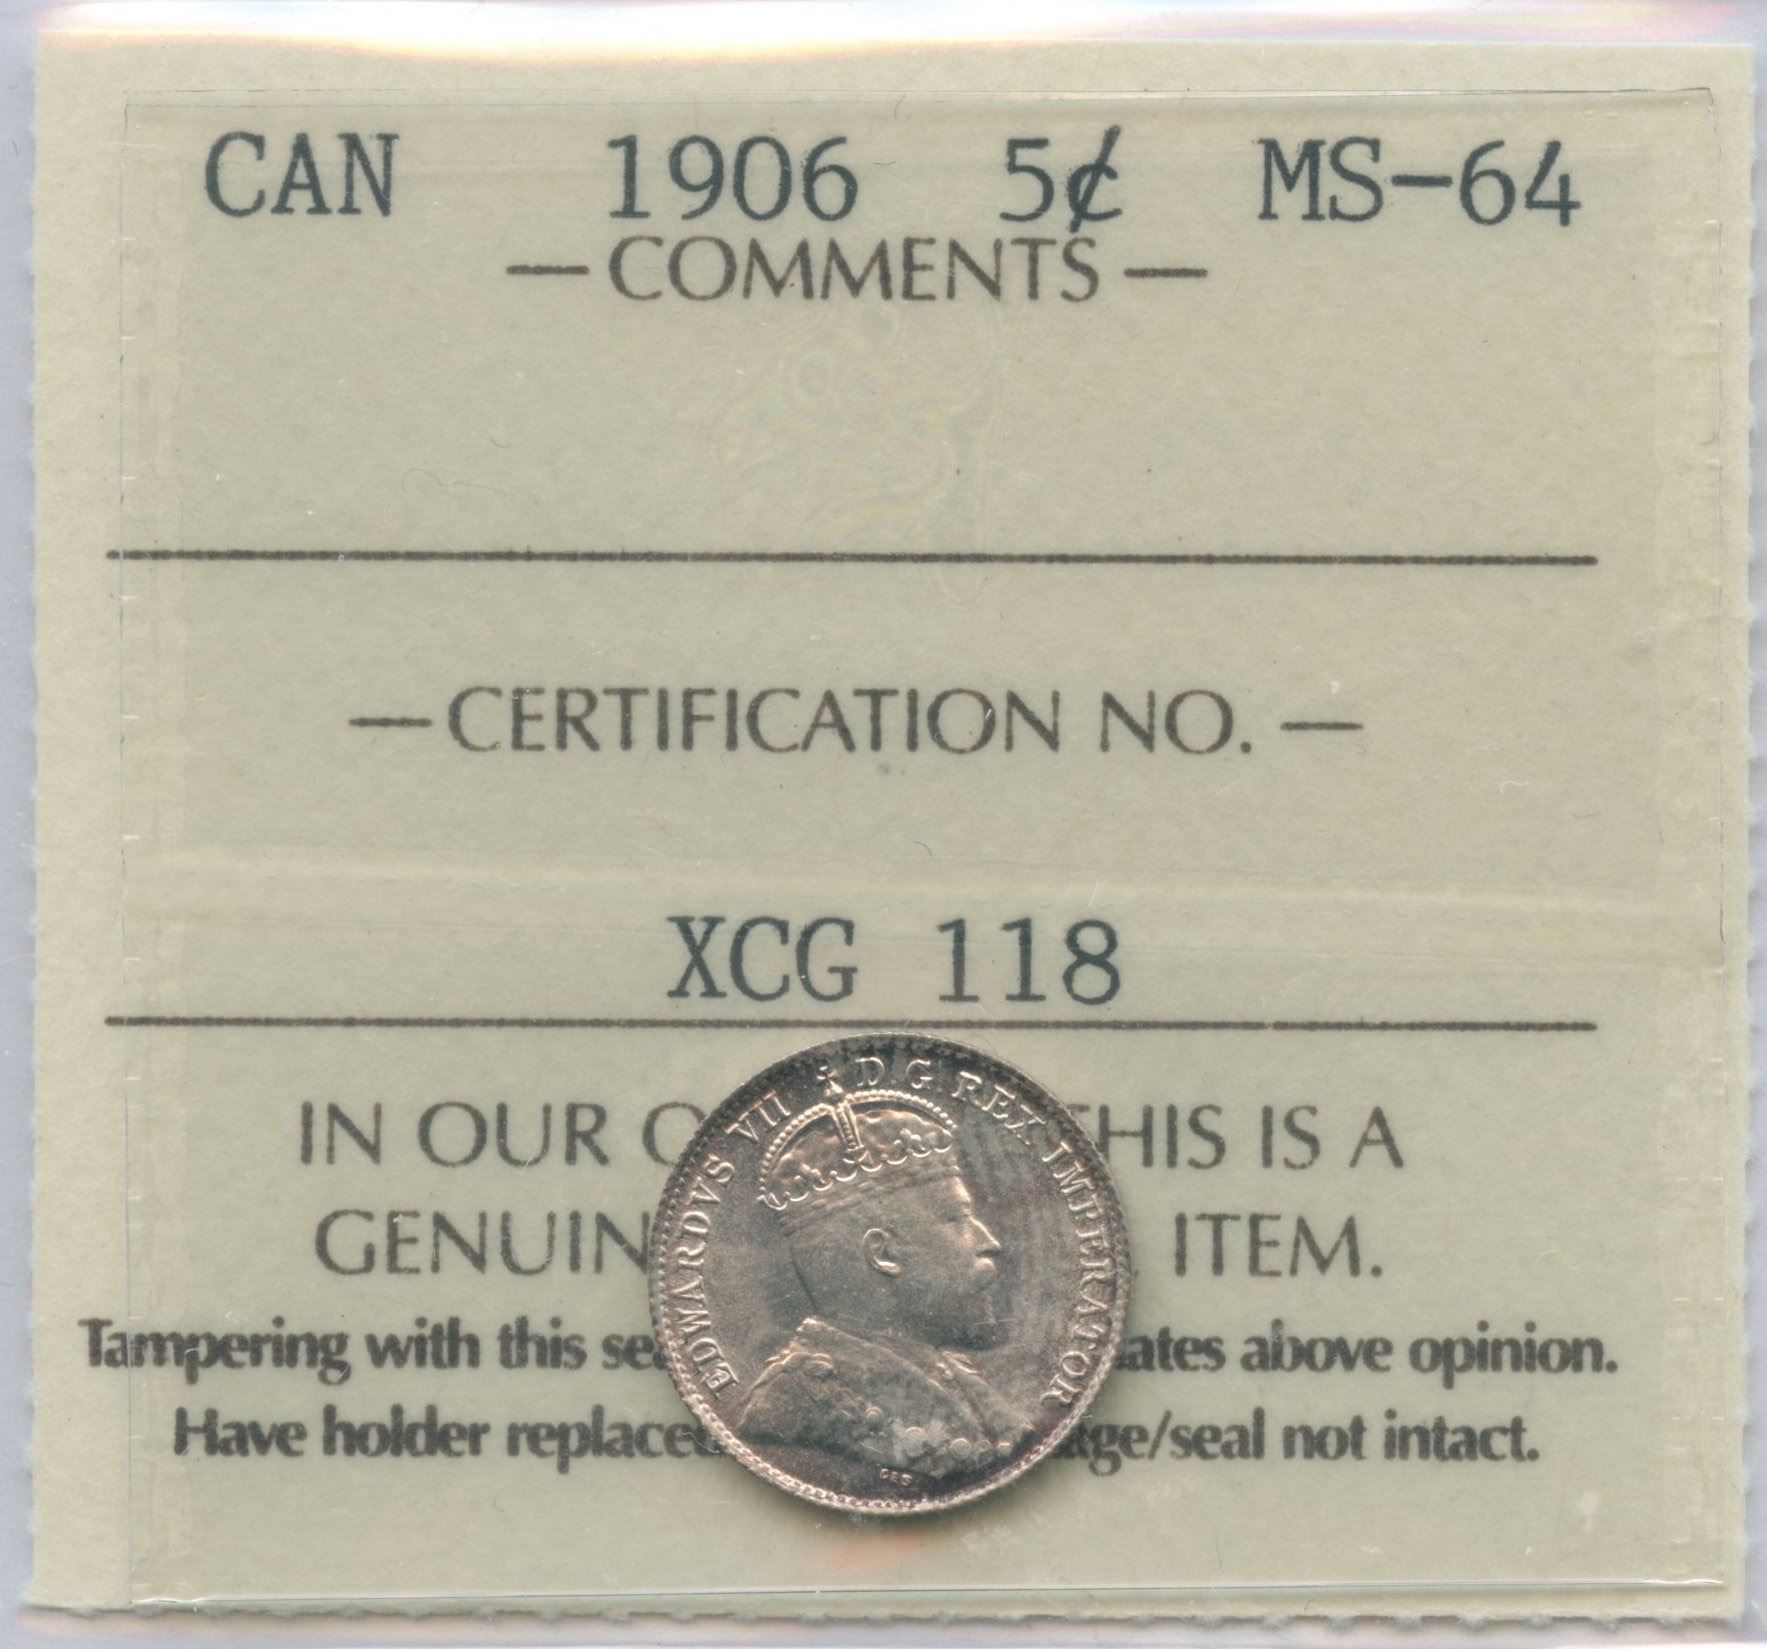 CAN 1906 5¢ MS-64
— COMMENTS —
— CERTIFICATION NO. —
XCG 118
IN OUR O THIS IS A
GENUIN ITEM.
Tampering with this sea ates above opinion.
Have holder replaced age/seal not intact.
EDWARDVS VII D G REX IMPERATOR
DES